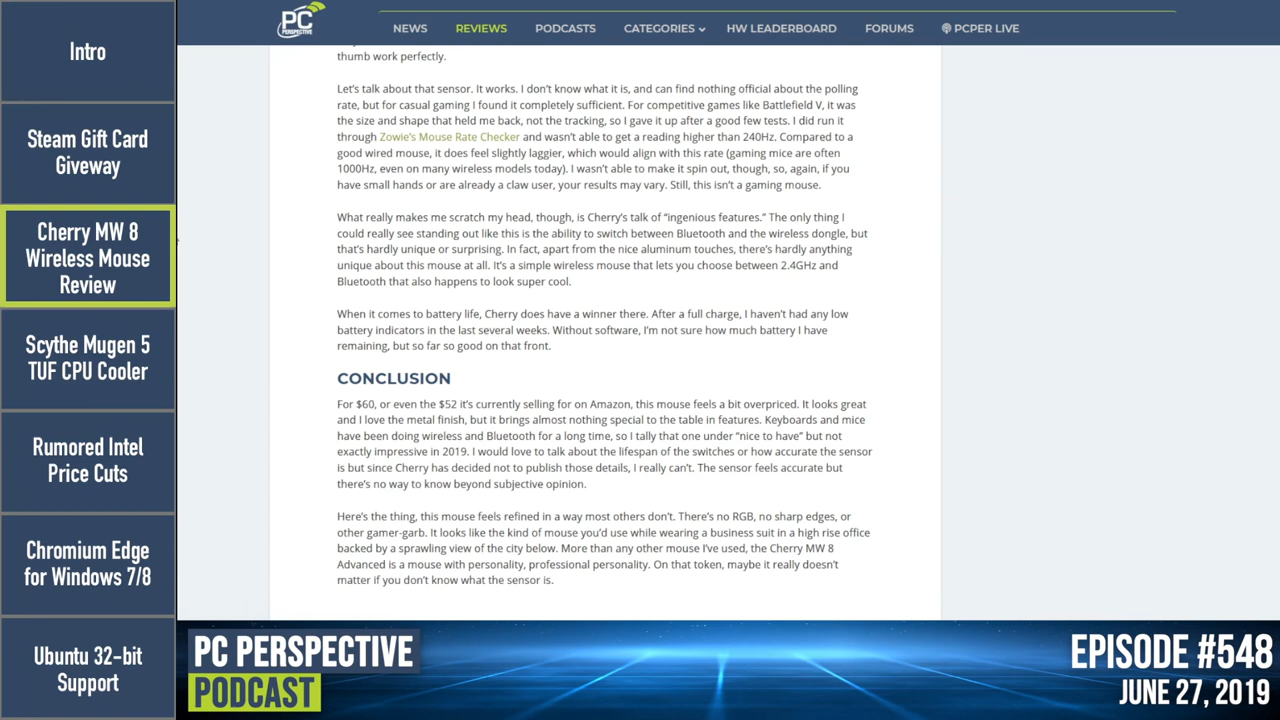 Intro
Steam Gift Card
Giveway
Cherry MW 8
Wireless Mouse
Review
Scythe Mugen 5
TUF CPU Cooler
Rumored Intel
Price Cuts
Chromium Edge
for Windows 7/8
Ubuntu 32-bit
Support
PC
PERSPECTIVE
NEWS
REVIEWS
PODCASTS
CATEGORIES
HW LEADERBOARD
FORUMS
PCPER LIVE
thumb work perfectly.
Let's talk about that sensor. It works. I don't know what it is, and can find nothing official about the polling
rate, but for casual gaming I found it completely sufficient. For competitive games like Battlefield V, it was
the size and shape that held me back, not the tracking, so I gave it up after a good few tests. I did run it
through Zowie's Mouse Rate Checker and wasn't able to get a reading higher than 240Hz. Compared to a
good wired mouse, it does feel slightly laggier, which would align with this rate (gaming mice are often
1000Hz, even on many wireless models today). I wasn't able to make it spin out, though, so, again, if you
have small hands or are already a claw user, your results may vary. Still, this isn't a gaming mouse.
What really makes me scratch my head, though, is Cherry's talk of “ingenious features.” The only thing I
could really see standing out like this is the ability to switch between Bluetooth and the wireless dongle, but
that's hardly unique or surprising. In fact, apart from the nice aluminum touches, there's hardly anything
unique about this mouse at all. It's a simple wireless mouse that lets you choose between 2.4GHz and
Bluetooth that also happens to look super cool.
When it comes to battery life, Cherry does have a winner there. After a full charge, I haven't had any low
battery indicators in the last several weeks. Without software, I'm not sure how much battery I have
remaining, but so far so good on that front.
CONCLUSION
For $60, or even the $52 it's currently selling for on Amazon, this mouse feels a bit overpriced. It looks great
and I love the metal finish, but it brings almost nothing special to the table in features. Keyboards and mice
have been doing wireless and Bluetooth for a long time, so I tally that one under “nice to have” but not
exactly impressive in 2019. I would love to talk about the lifespan of the switches or how accurate the sensor
is but since Cherry has decided not to publish those details, I really can't. The sensor feels accurate but
there's no way to know beyond subjective opinion.
Here's the thing, this mouse feels refined in a way most others don't. There's no RGB, no sharp edges, or
other gamer-garb. It looks like the kind of mouse you'd use while wearing a business suit in a high rise office
backed by a sprawling view of the city below. More than any other mouse I've used, the Cherry MW 8
Advanced is a mouse with personality, professional personality. On that token, maybe it really doesn't
matter if you don't know what the sensor is.
PC PERSPECTIVE
PODCAST
EPISODE #548
JUNE 27, 2019